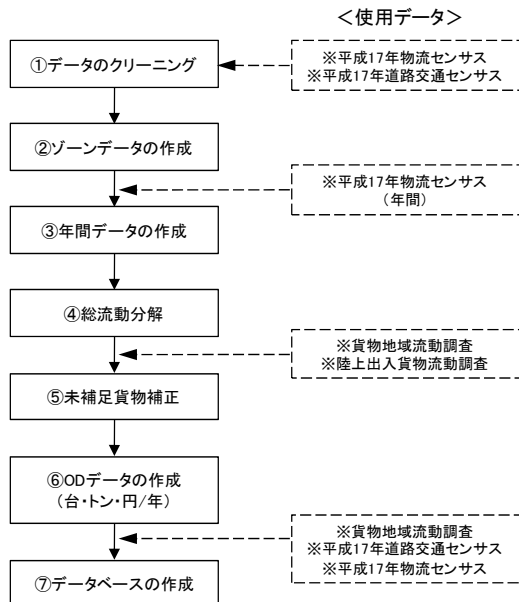 ＜使用データ＞
①データのクリーニング
※平成17年物流センサス
※平成17年道路交通センサス
②ゾーンデータの作成
※平成17年物流センサス
（年間）
③年間データの作成
④総流動分解
※貨物地域流動調査
※陸上出入貨物流動調査
⑤未補足貨物補正
⑥ODデータの作成
（台・トン・円/年）
※貨物地域流動調査
※平成17年道路交通センサス
※平成17年物流センサス
⑦データベースの作成